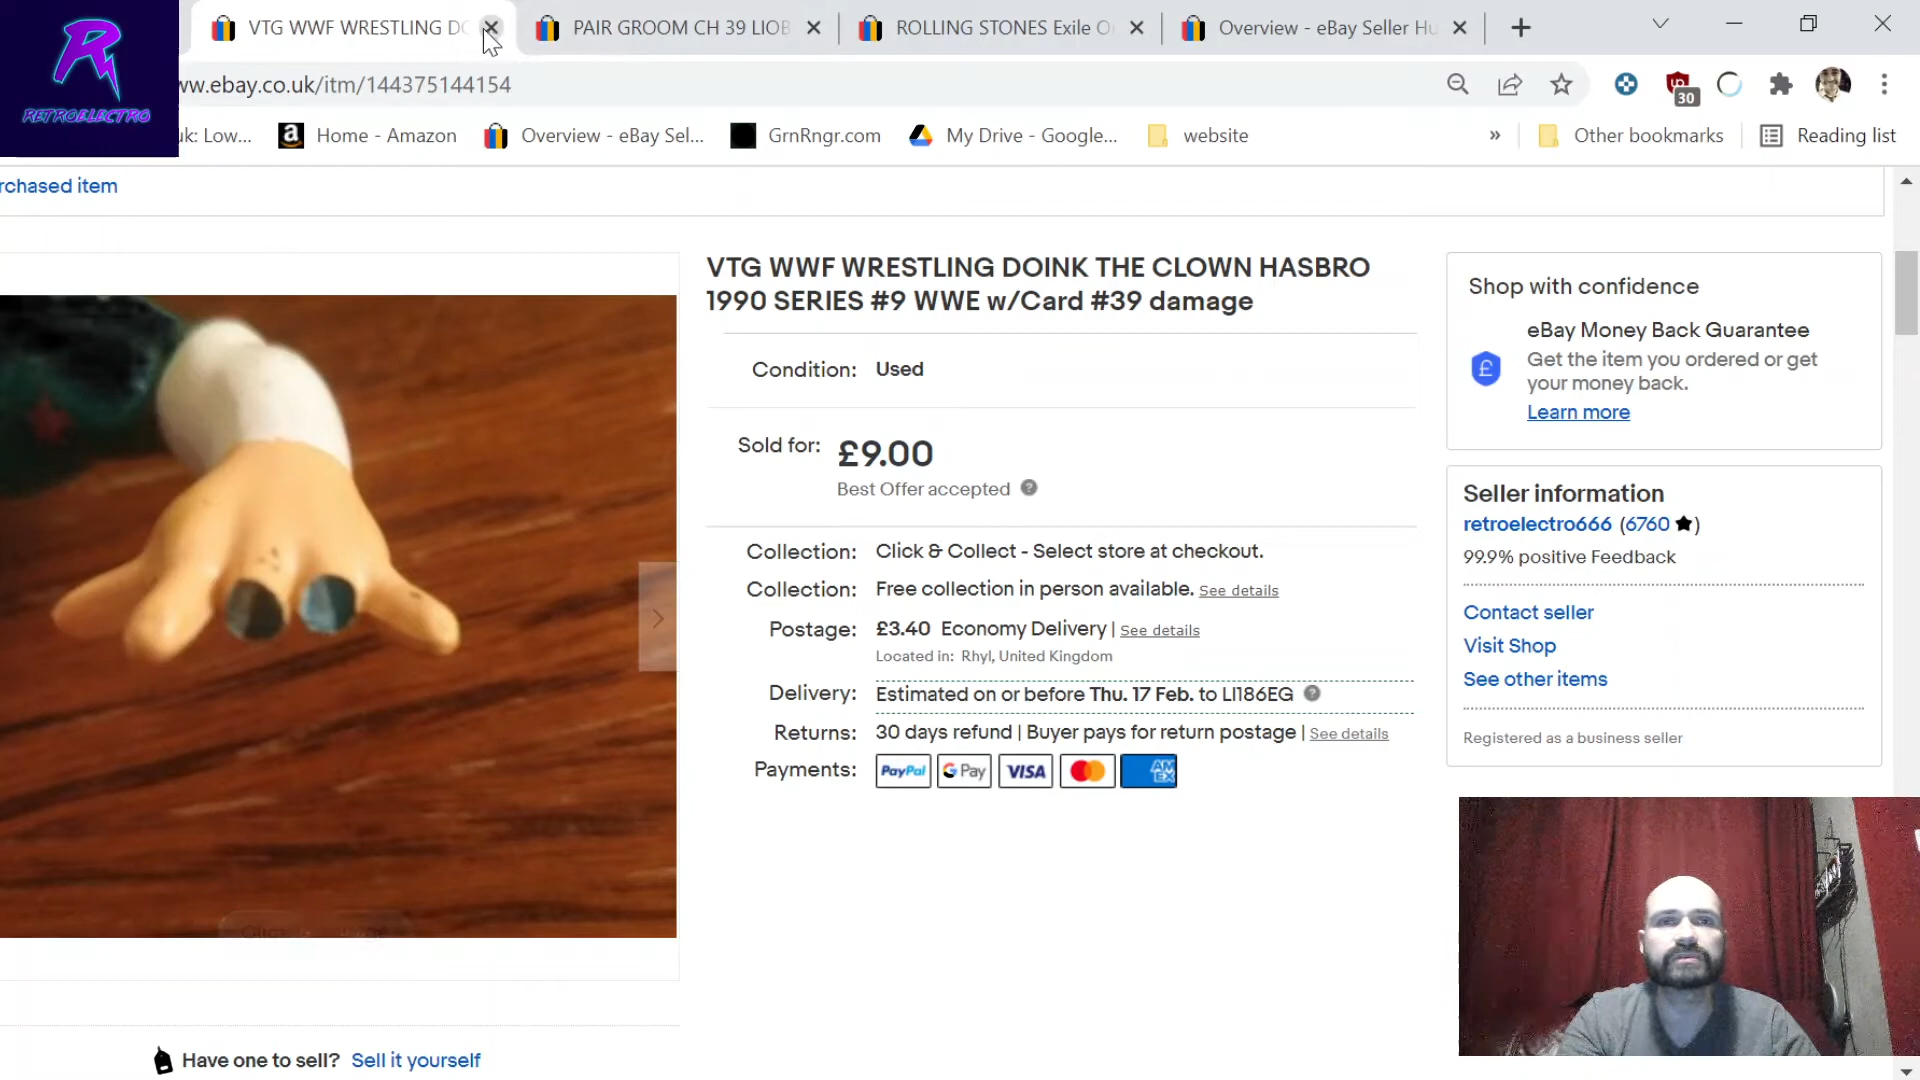 VTG WWF WRESTLING DO
PAIR GROOM CH 39 LIOB
ROLLING STONES Exile O
Overview - eBay Seller Hu
RETROELECTRO
ww.ebay.co.uk/itm/144375144154
30
uk: Low...
Home - Amazon
Overview - eBay Sel...
GrnRngr.com
My Drive - Google...
website
»
Other bookmarks
Reading list
rchased item
VTG WWF WRESTLING DOINK THE CLOWN HASBRO
1990 SERIES #9 WWE w/Card #39 damage
Condition: Used
Sold for: £9.00
Best Offer accepted
Collection: Click & Collect - Select store at checkout.
Collection: Free collection in person available. See details
Postage: £3.40 Economy Delivery | See details
Located in: Rhyl, United Kingdom
Delivery: Estimated on or before Thu. 17 Feb. to Ll186EG
Returns: 30 days refund | Buyer pays for return postage | See details
Payments: PayPal G Pay VISA AM EX
Shop with confidence
eBay Money Back Guarantee
Get the item you ordered or get
your money back.
Learn more
Seller information
retroelectro666 (6760 ★)
99.9% positive Feedback
Contact seller
Visit Shop
See other items
Registered as a business seller
Have one to sell? Sell it yourself